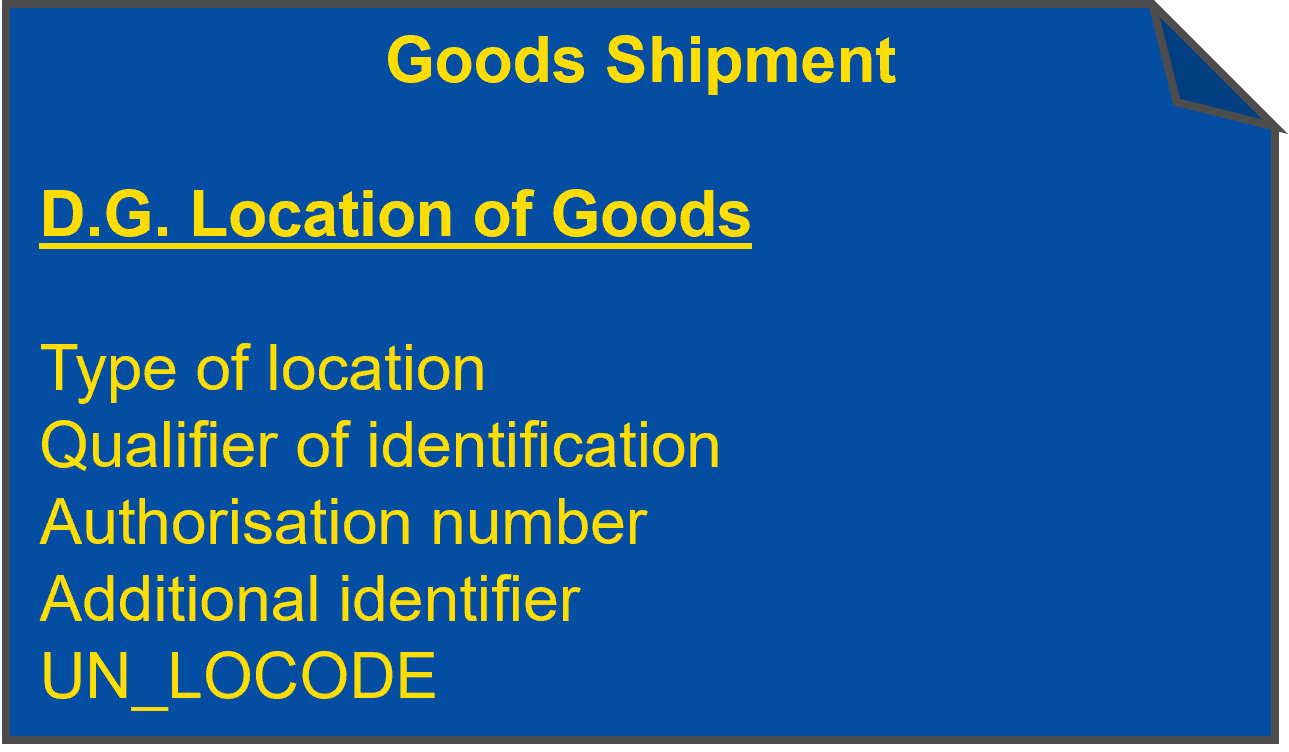 Goods Shipment
D.G. Location of Goods
Type of location
Qualifier of identification
Authorisation number
Additional identifier
UN_LOCODE